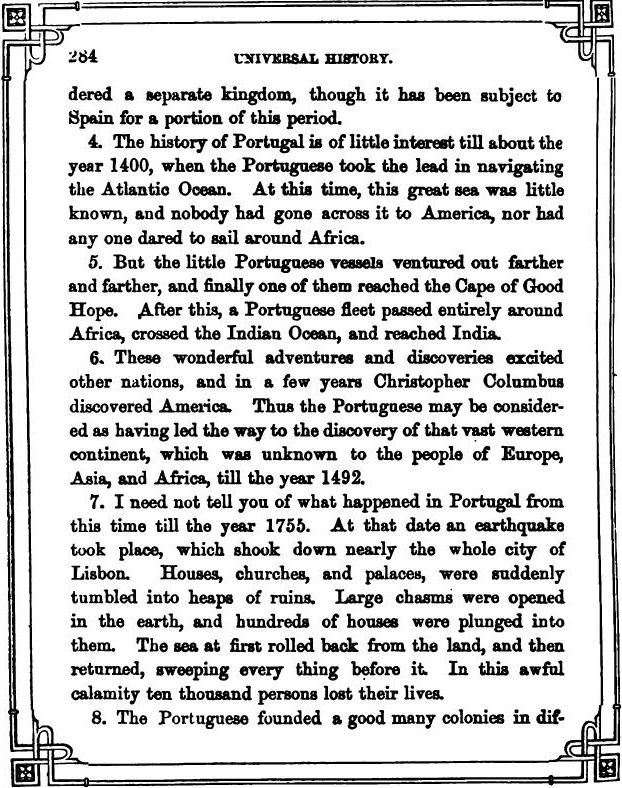 284
UNIVERSAL HISTORY.
dered a separate kingdom, though it has been subject to
Spain for a portion of this period.
4. The history of Portugal is of little interest till about the
year 1400, when the Portuguese took the lead in navigating
the Atlantic Ocean. At this time, this great sea was little
known, and nobody had gone across it to America, nor had
any one dared to sail around Africa.
5. But the little Portuguese vessels ventured out farther
and farther, and finally one of them reached the Cape of Good
Hope. After this, a Portuguese fleet passed entirely around
Africa, crossed the Indian Ocean, and reached India.
6. These wonderful adventures and discoveries excited
other nations, and in a few years Christopher Columbus
discovered America. Thus the Portuguese may be consider-
ed as having led the way to the discovery of that vast western
continent, which was unknown to the people of Europe,
Asia, and Africa, till the year 1492.
7. I need not tell you of what happened in Portugal from
this time till the year 1755. At that date an earthquake
took place, which shook down nearly the whole city of
Lisbon. Houses, churches, and palaces, were suddenly
tumbled into heaps of ruins. Large chasms were opened
in the earth, and hundreds of houses were plunged into
them. The sea at first rolled back from the land, and then
returned, sweeping every thing before it. In this awful
calamity ten thousand persons lost their lives.
8. The Portuguese founded a good many colonies in dif-